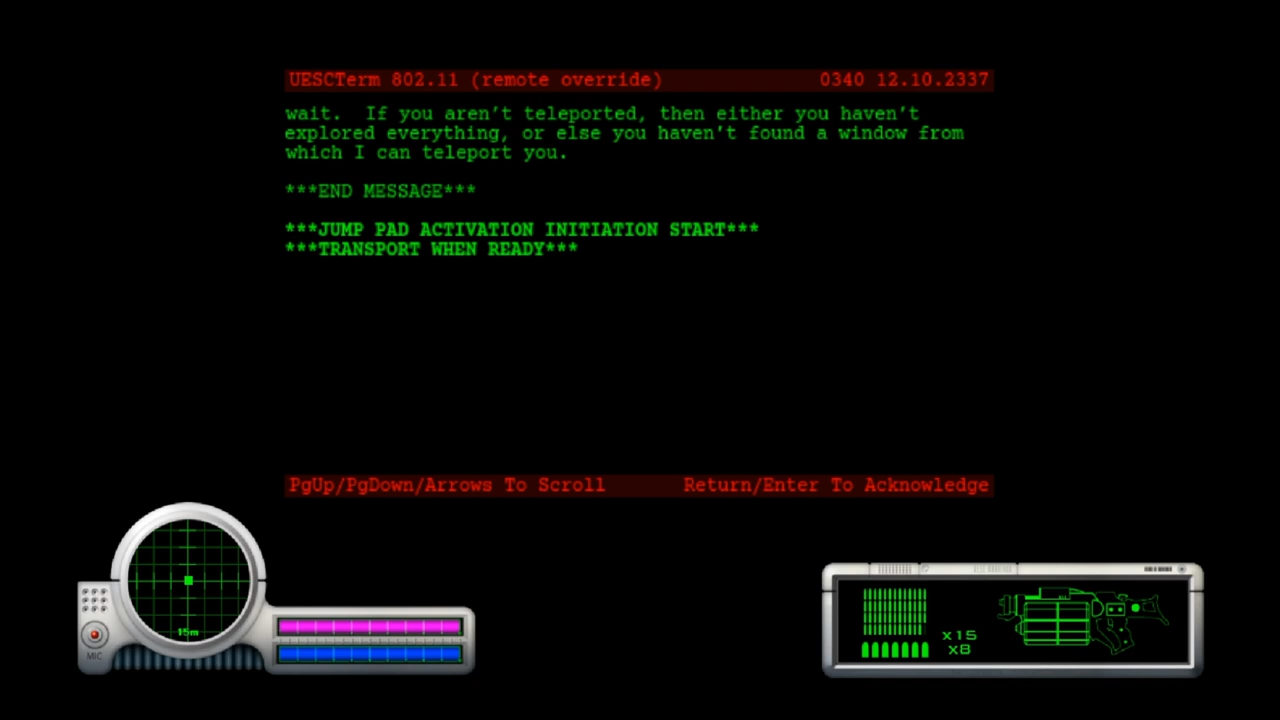 UESCTerm 802.11 (remote override) 0340 12.10.2337
wait.  If you aren't teleported, then either you haven't
explored everything, or else you haven't found a window from
which I can teleport you.
***END MESSAGE***
***JUMP PAD ACTIVATION INITIATION START***
***TRANSPORT WHEN READY***
PgUp/PgDown/Arrows To Scroll Return/Enter To Acknowledge
15m
MIC
x15
x8